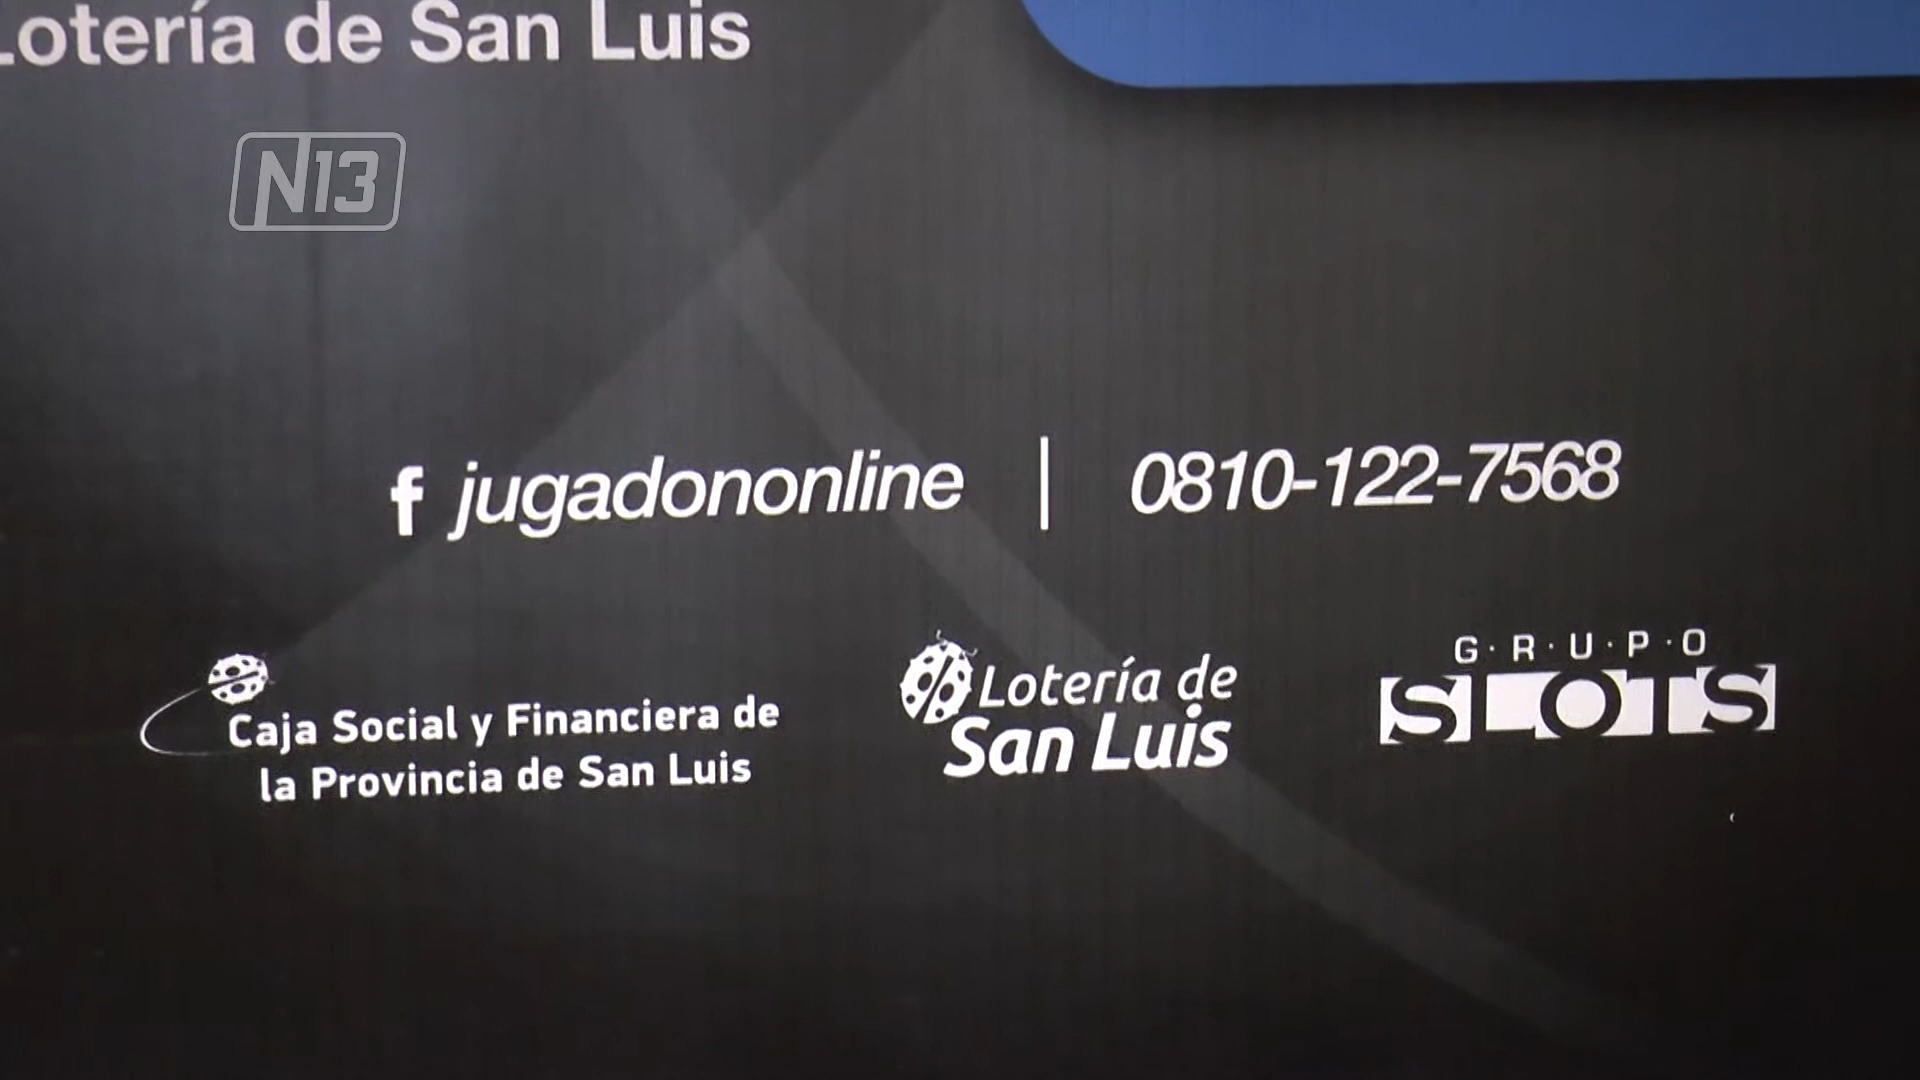 Lotería de San Luis
N13
f jugadononline | 0810-122-7568
Caja Social y Financiera de
la Provincia de San Luis
Lotería de
San Luis
G·R·U·P·O
SLOTS